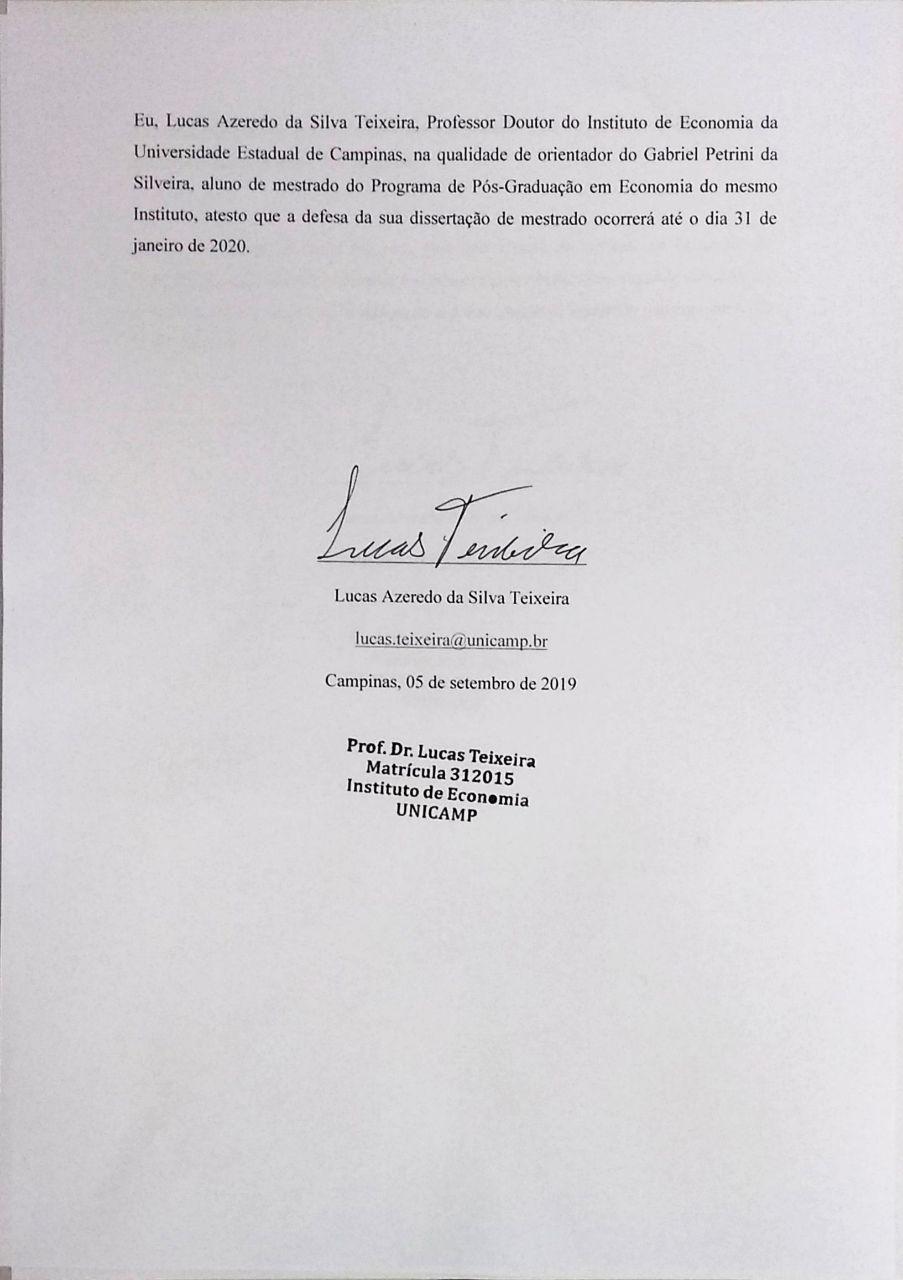 Eu, Lucas Azeredo da Silva Teixeira, Professor Doutor do Instituto de Economia da
Universidade Estadual de Campinas, na qualidade de orientador do Gabriel Petrini da
Silveira, aluno de mestrado do Programa de Pós-Graduação em Economia do mesmo
Instituto, atesto que a defesa da sua dissertação de mestrado ocorrerá até o dia 31 de
janeiro de 2020.
Lucas Teixeira
Lucas Azeredo da Silva Teixeira
lucas.teixeira@unicamp.br
Campinas, 05 de setembro de 2019
Prof. Dr. Lucas Teixeira
Matrícula 312015
Instituto de Economia
UNICAMP